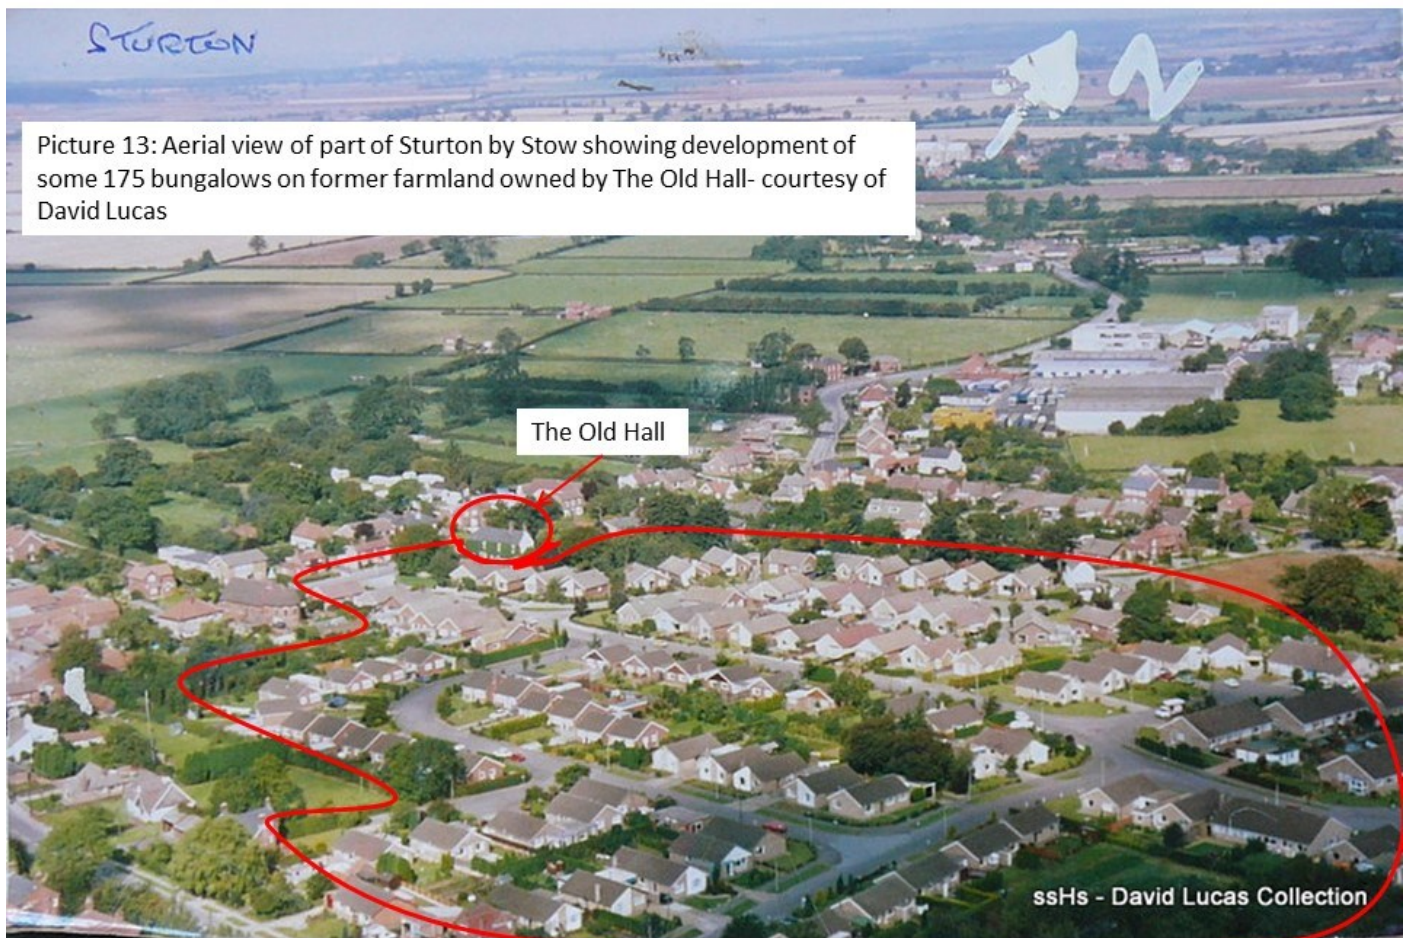 STURTON
Picture 13: Aerial view of part of Sturton by Stow showing development of
some 175 bungalows on former farmland owned by The Old Hall- courtesy of
David Lucas
The Old Hall
ssHs - David Lucas Collection